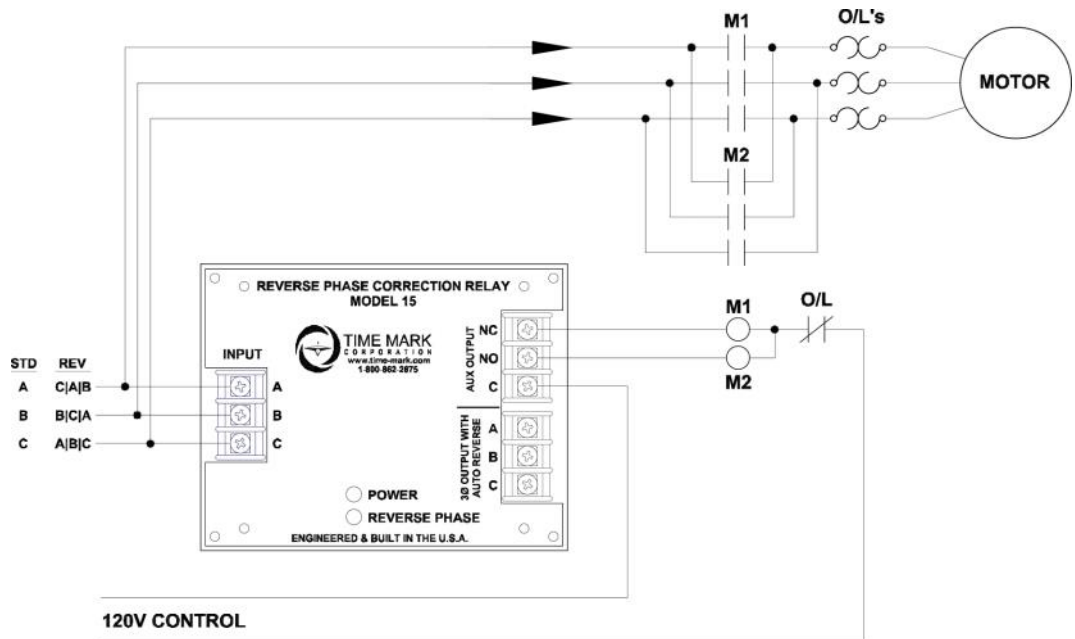 M1
O/L's
MOTOR
M2
REVERSE PHASE CORRECTION RELAY
MODEL 15
TIME MARK
CORPORATION
www.time-mark.com
1-800-862-2875
INPUT
A
B
C
AUX OUTPUT
NC
NO
C
3Ø OUTPUT WITH
AUTO REVERSE
A
B
C
POWER
REVERSE PHASE
ENGINEERED & BUILT IN THE U.S.A.
STD REV
A C|A|B
B B|C|A
C A|B|C
M1
O/L
M2
120V CONTROL